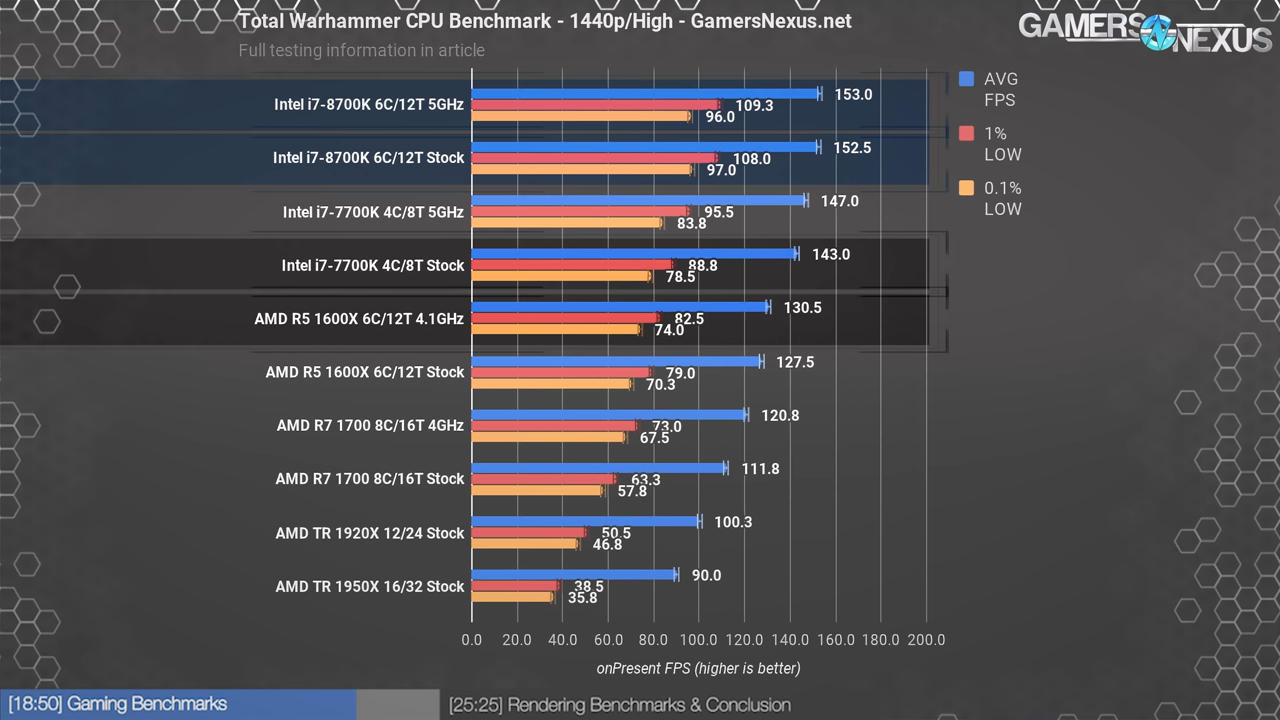 Total Warhammer CPU Benchmark - 1440p/High - GamersNexus.net
Full testing information in article
GAMERS NEXUS
AVG FPS
1% LOW
0.1% LOW
Intel i7-8700K 6C/12T 5GHz 153.0 109.3 96.0
Intel i7-8700K 6C/12T Stock 152.5 108.0 97.0
Intel i7-7700K 4C/8T 5GHz 147.0 95.5 83.8
Intel i7-7700K 4C/8T Stock 143.0 88.8 78.5
AMD R5 1600X 6C/12T 4.1GHz 130.5 82.5 74.0
AMD R5 1600X 6C/12T Stock 127.5 79.0 70.3
AMD R7 1700 8C/16T 4GHz 120.8 73.0 67.5
AMD R7 1700 8C/16T Stock 111.8 63.3 57.8
AMD TR 1920X 12/24 Stock 100.3 50.5 46.8
AMD TR 1950X 16/32 Stock 90.0 38.5 35.8
0.0 20.0 40.0 60.0 80.0 100.0 120.0 140.0 160.0 180.0 200.0
onPresent FPS (higher is better)
[18:50] Gaming Benchmarks
[25:25] Rendering Benchmarks & Conclusion